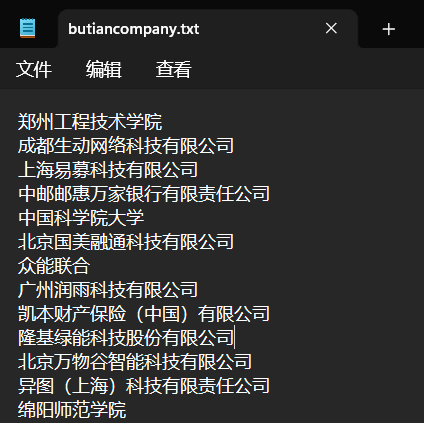 butiancompany.txt
文件 编辑 查看
郑州工程技术学院
成都生动网络科技有限公司
上海易募科技有限公司
中邮邮惠万家银行有限责任公司
中国科学院大学
北京国美融通科技有限公司
众能联合
广州润雨科技有限公司
凯本财产保险（中国）有限公司
隆基绿能科技股份有限公司
北京万物谷智能科技有限公司
异图（上海）科技有限责任公司
绵阳师范学院